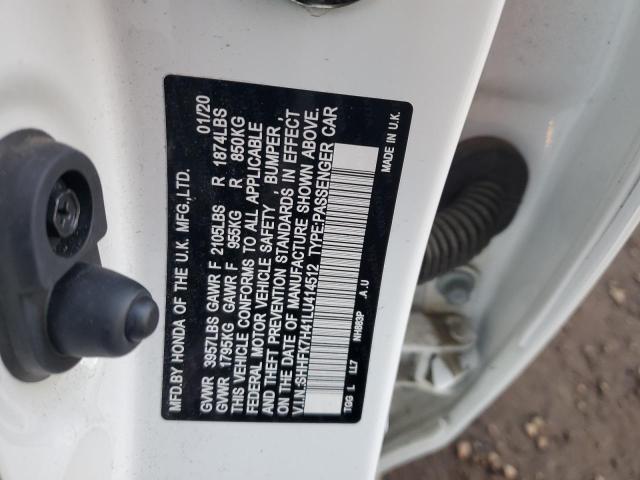 MFD.BY HONDA OF THE U.K. MFG.,LTD. 01/20
GVWR 3957LBS GAWR F 2105LBS R 1874LBS
GVWR 1795KG GAWR F 955KG R 850KG
THIS VEHICLE CONFORMS TO ALL APPLICABLE
FEDERAL MOTOR VEHICLE SAFETY , BUMPER ,
AND THEFT PREVENTION STANDARDS IN EFFECT
ON THE DATE OF MANUFACTURE SHOWN ABOVE.
V.I.N.:SHHFK7H41LU414512 TYPE:PASSENGER CAR
TGG L LL7 NH883P .A.U MADE IN U.K.